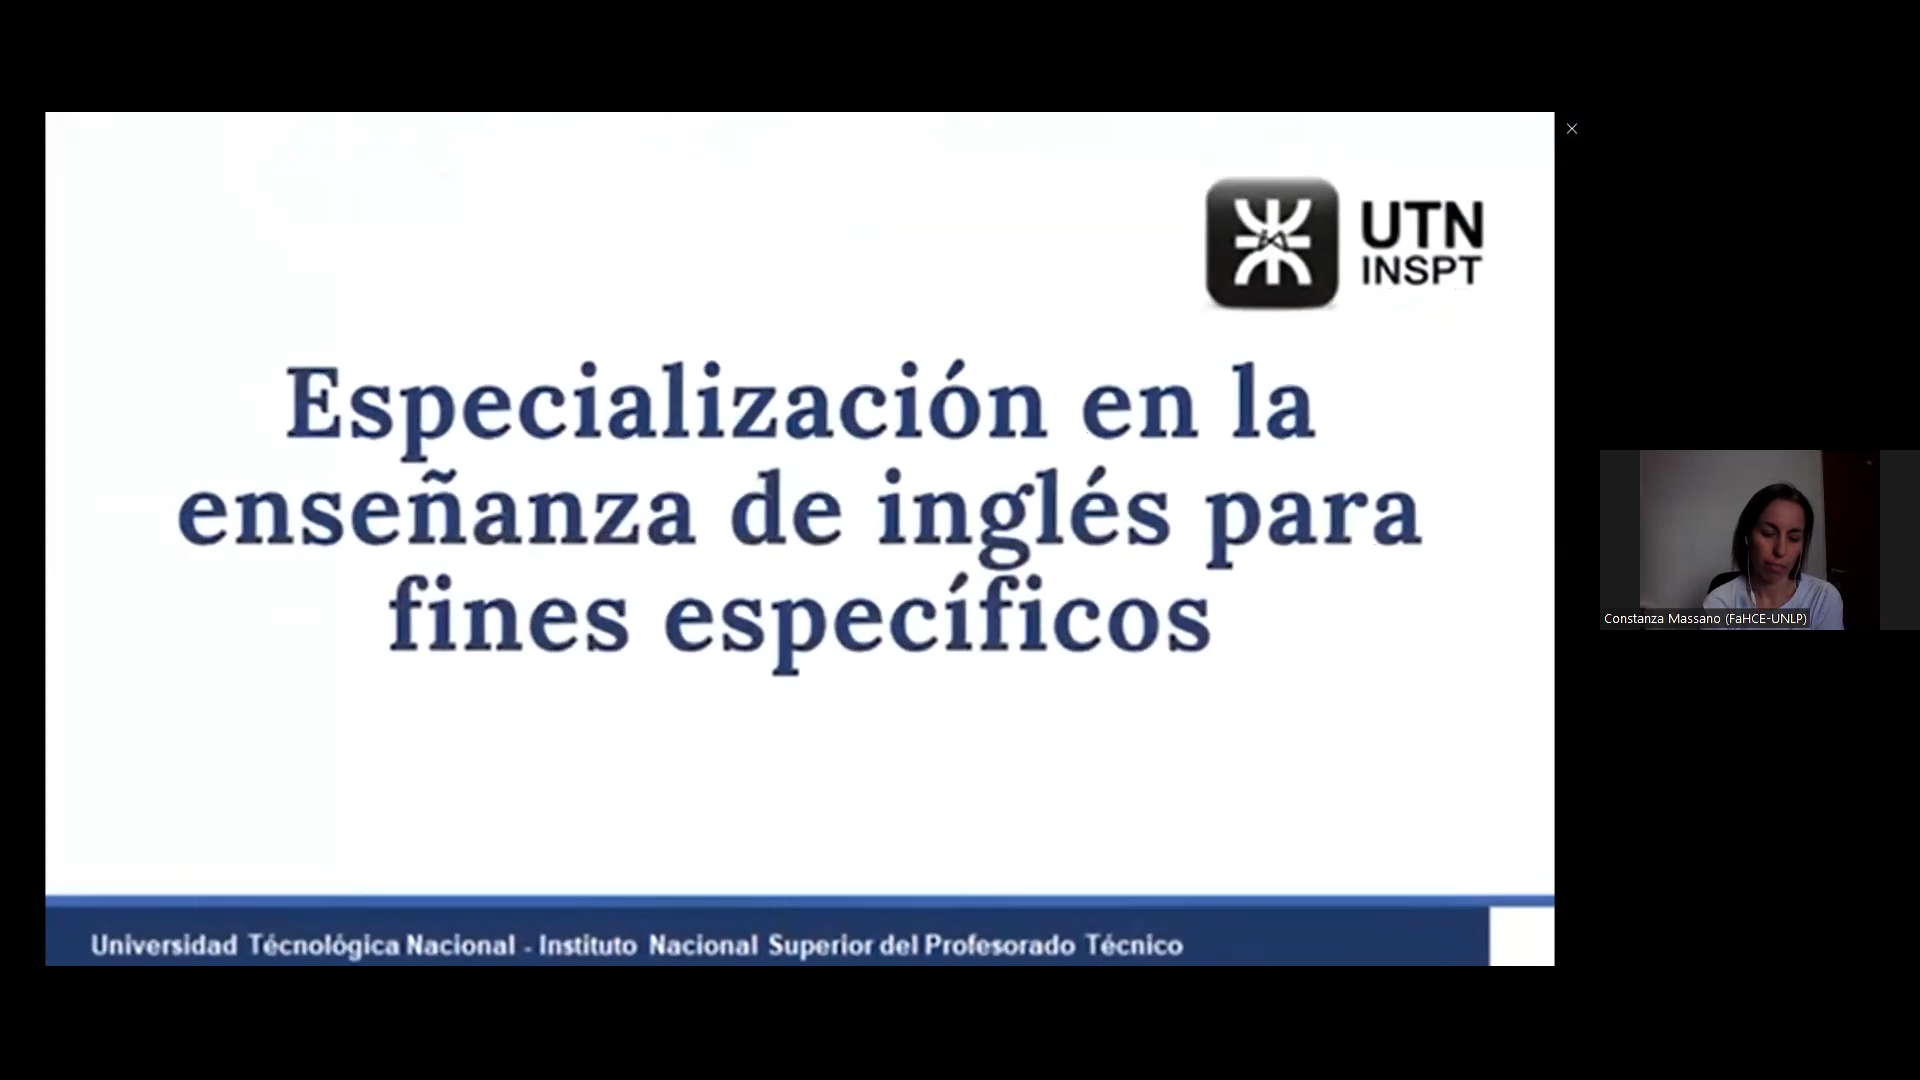 UTN
INSPT
Especialización en la
enseñanza de inglés para
fines específicos
Universidad Técnológica Nacional - Instituto Nacional Superior del Profesorado Técnico
Constanza Massano (FaHCE-UNLP)